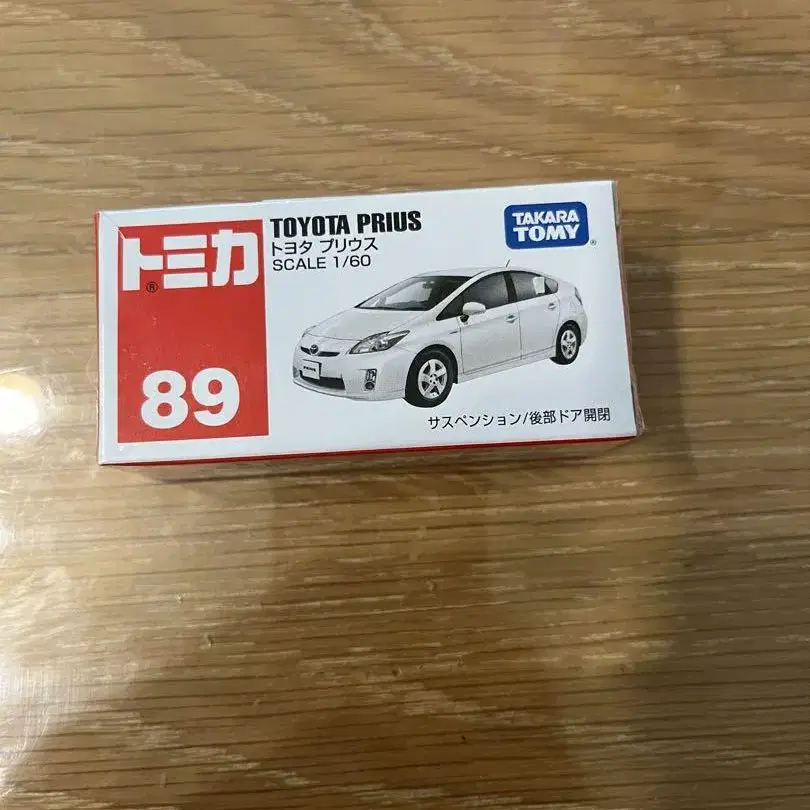 トミカ
®
89
TOYOTA PRIUS
トヨタ プリウス
SCALE 1/60
TAKARA
TOMY
®
サスペンション/後部ドア開閉